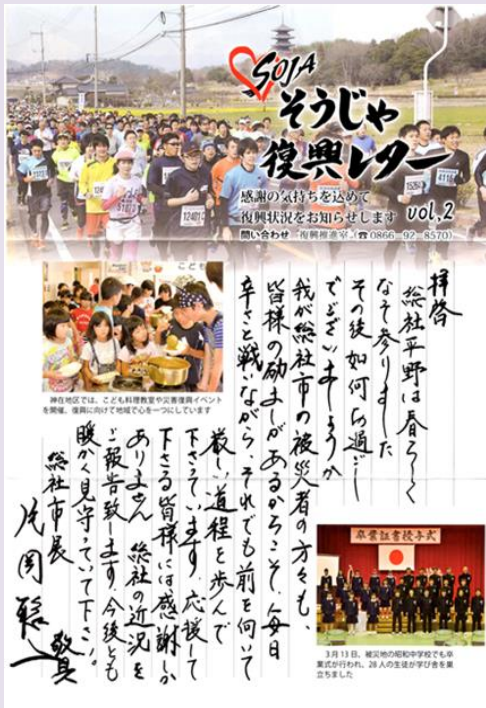 SOJA
そうじゃ
復興レター
感謝の気持ちを込めて
復興状況をお知らせします vol,2
問い合わせ 復興推進室(☎0866-92-8570)
拝啓
総社平野は春らしく
なって参りました
その後如何お過ごし
でございましょうか
我が総社市の被災者の方々も、
皆様の励ましがあるからこそ、毎日
辛さと戦いながら、それでも前を向いて
厳しい道程を歩んで
下さっています。応援して
下さる皆様には感謝しか
ありません 総社の近況を
ご報告致します。今後とも
暖かく見守っていて下さい。
総社市長
片岡聡一 敬具
神在地区では、こども料理教室や災害復興イベント
を開催。復興に向けて地域で心を一つにしています
卒業証書授与式
3月13日、被災地の昭和中学校でも卒
業式が行われ、28人の生徒が学び舎を巣
立ちました
12401
4116